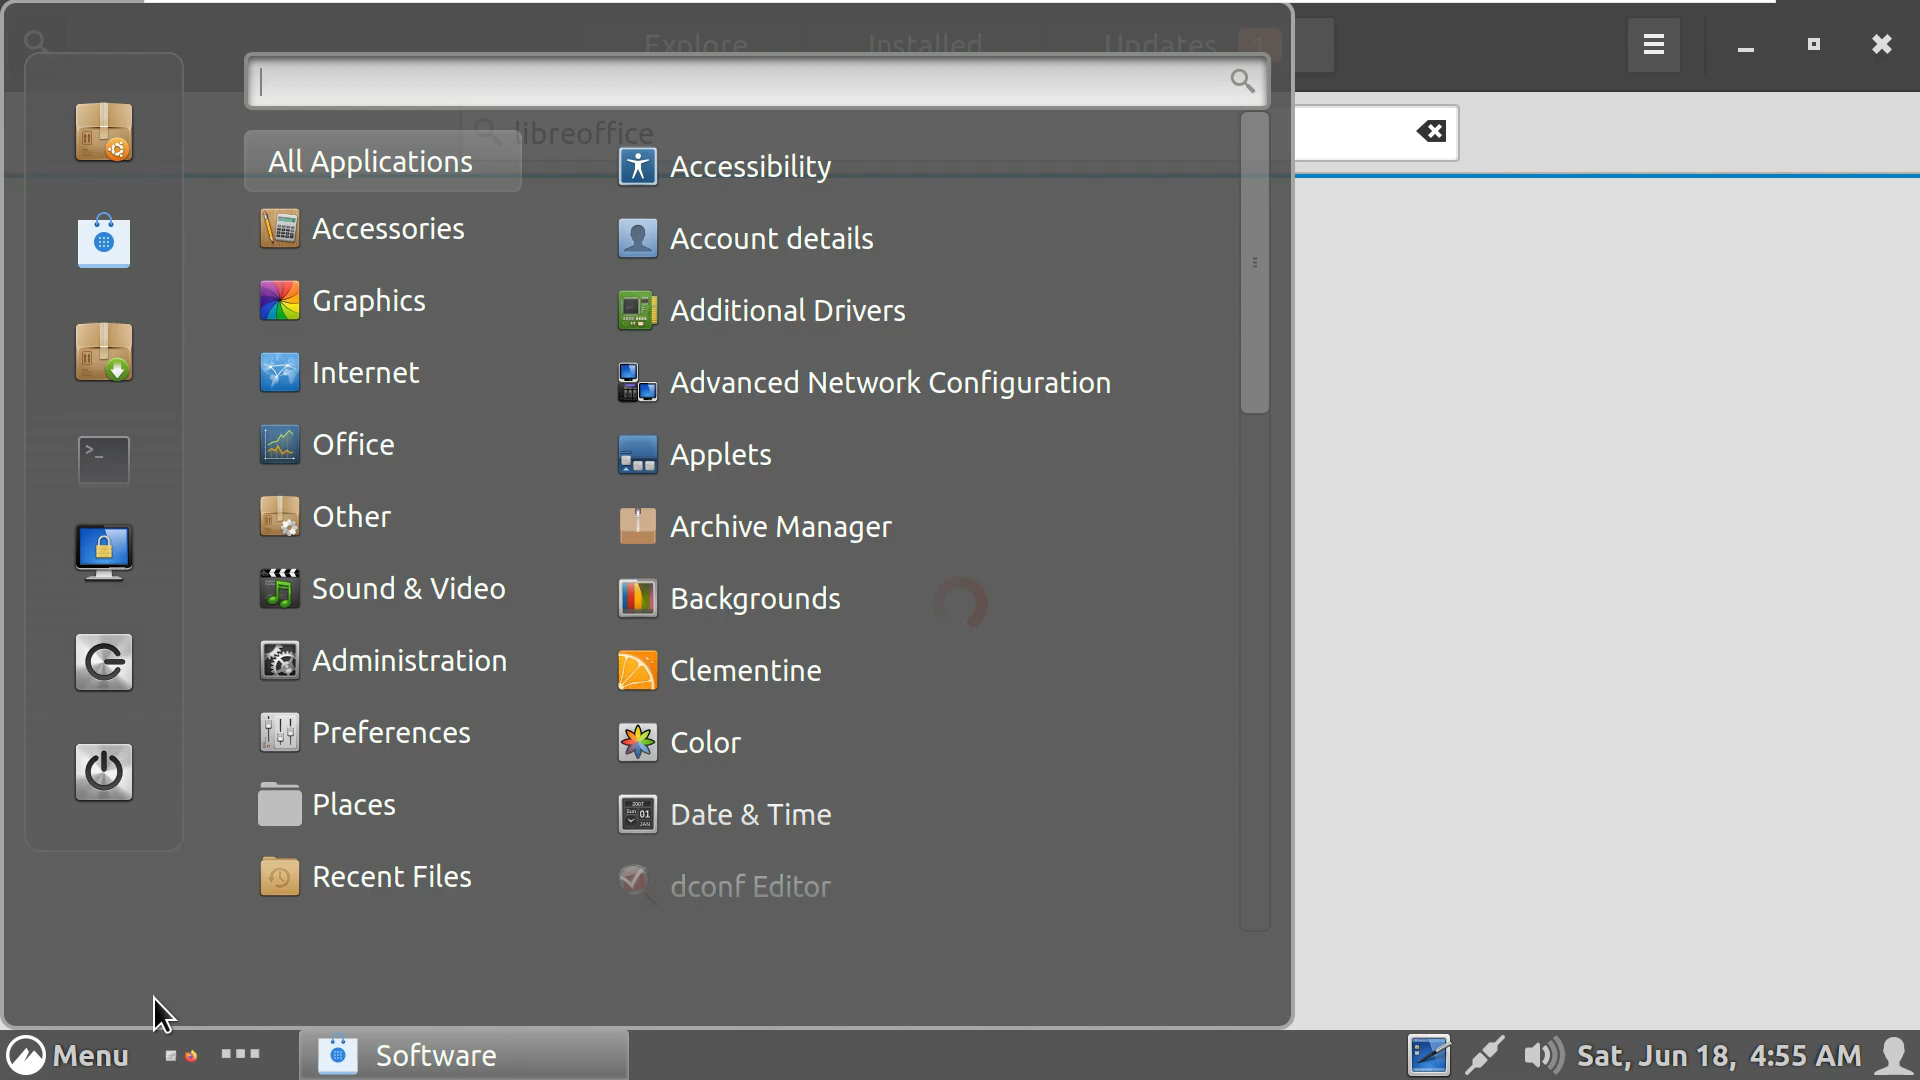 Explore Installed Updates 1
libreoffice
All Applications
Accessories
Graphics
Internet
Office
Other
Sound & Video
Administration
Preferences
Places
Recent Files
Accessibility
Account details
Additional Drivers
Advanced Network Configuration
Applets
Archive Manager
Backgrounds
Clementine
Color
Date & Time
dconf Editor
Menu
Software
Sat, Jun 18, 4:55 AM